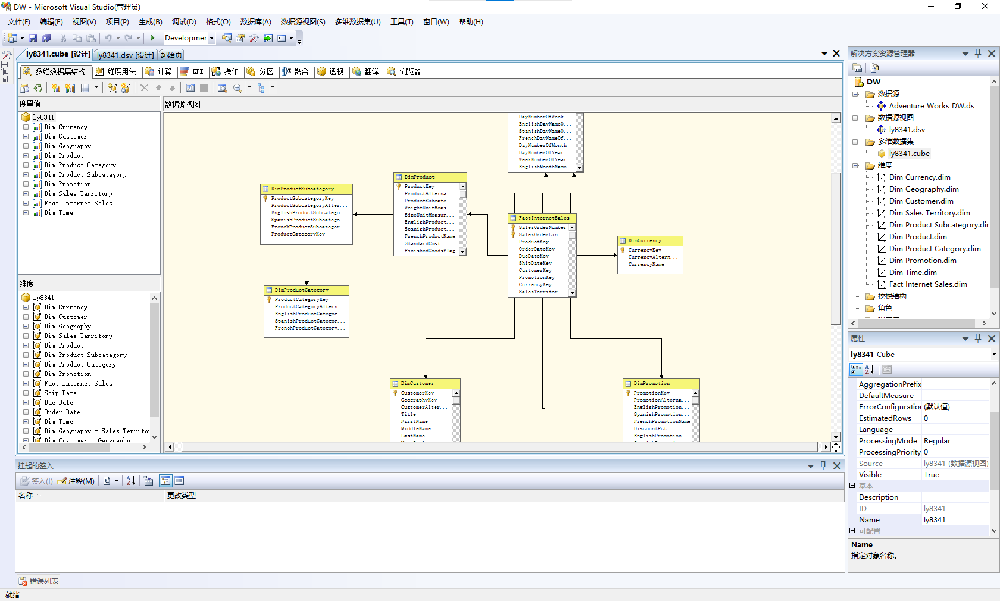 DW - Microsoft Visual Studio(管理员)
文件(F) 编辑(E) 视图(V) 项目(P) 生成(B) 调试(D) 格式(O) 数据库(A) 数据源视图(S) 多维数据集(U) 工具(T) 窗口(W) 帮助(H)
Developmer
工具箱
ly8341.cube [设计] ly8341.dsv [设计] 起始页
多维数据集结构 维度用法 计算 KPI 操作 分区 聚合 透视 翻译 浏览器
度量值
ly8341
Dim Currency
Dim Customer
Dim Geography
Dim Product
Dim Product Category
Dim Product Subcategory
Dim Promotion
Dim Sales Territory
Fact Internet Sales
Dim Time
维度
ly8341
Dim Currency
Dim Customer
Dim Geography
Dim Sales Territory
Dim Product
Dim Product Subcategory
Dim Product Category
Dim Promotion
Fact Internet Sales
Ship Date
Due Date
Order Date
Dim Time
Dim Geography - Sales Territor
Dim Customer - Geography
数据源视图
DayNumberOfWeek
EnglishDayNameO...
SpanishDayNameO...
FrenchDayNameOf...
DayNumberOfMonth
DayNumberOfYear
WeekNumberOfYear
EnglishMonthName
DimProductSubcategory
ProductSubcategoryKey
ProductSubcategoryAlter...
EnglishProductSubcatego...
SpanishProductSubcatego...
FrenchProductSubcategor...
ProductCategoryKey
DimProduct
ProductKey
ProductAlterna...
ProductSubcate...
WeightUnitMeas...
SizeUnitMeasur...
EnglishProduct...
SpanishProduct...
FrenchProductName
StandardCost
FinishedGoodsFlag
FactInternetSales
SalesOrderNumber
SalesOrderLin...
ProductKey
OrderDateKey
DueDateKey
ShipDateKey
CustomerKey
PromotionKey
CurrencyKey
SalesTerritor...
DimCurrency
CurrencyKey
CurrencyAltern...
CurrencyName
DimProductCategory
ProductCategoryKey
ProductCategoryAltern...
EnglishProductCategor...
SpanishProductCategor...
FrenchProductCategory...
DimCustomer
CustomerKey
GeographyKey
CustomerAlter...
Title
FirstName
MiddleName
LastName
DimPromotion
PromotionKey
PromotionAlterna...
EnglishPromotion...
SpanishPromotion...
FrenchPromotionName
DiscountPct
EnglishPromotion...
解决方案资源管理器
DW
数据源
Adventure Works DW.ds
数据源视图
ly8341.dsv
多维数据集
ly8341.cube
维度
Dim Currency.dim
Dim Geography.dim
Dim Customer.dim
Dim Sales Territory.dim
Dim Product Subcategory.dir
Dim Product.dim
Dim Product Category.dim
Dim Promotion.dim
Dim Time.dim
Fact Internet Sales.dim
挖掘结构
角色
属性
ly8341 Cube
AggregationPrefix
DefaultMeasure
ErrorConfiguration (默认值)
EstimatedRows 0
Language
ProcessingMode Regular
ProcessingPriority 0
Source ly8341 (数据源视图)
Visible True
基本
Description
ID ly8341
Name ly8341
可配置
Name
指定对象名称。
挂起的签入
签入(I) 注释(M)
名称 更改类型
错误列表
就绪